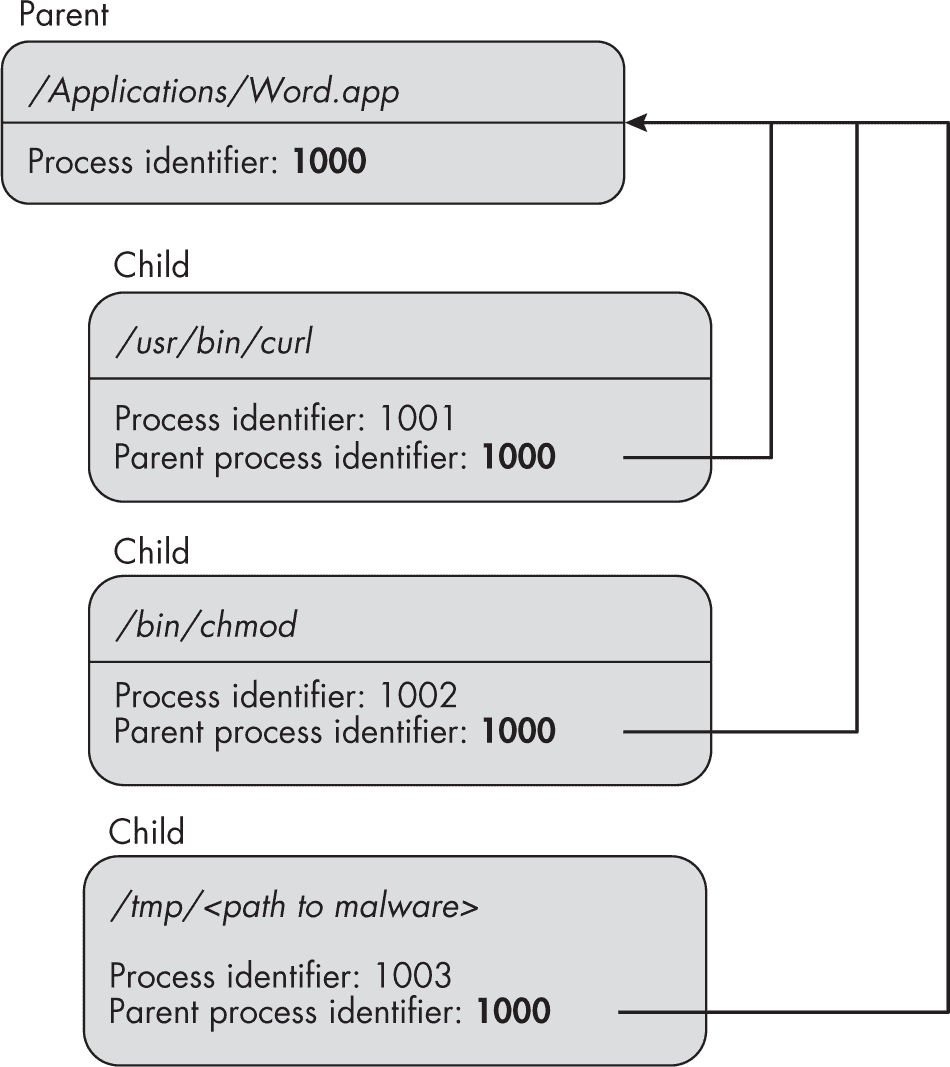 Parent
/Applications/Word.app
Process identifier: 1000
Child
/usr/bin/curl
Process identifier: 1001
Parent process identifier: 1000
Child
/bin/chmod
Process identifier: 1002
Parent process identifier: 1000
Child
/tmp/<path to malware>
Process identifier: 1003
Parent process identifier: 1000